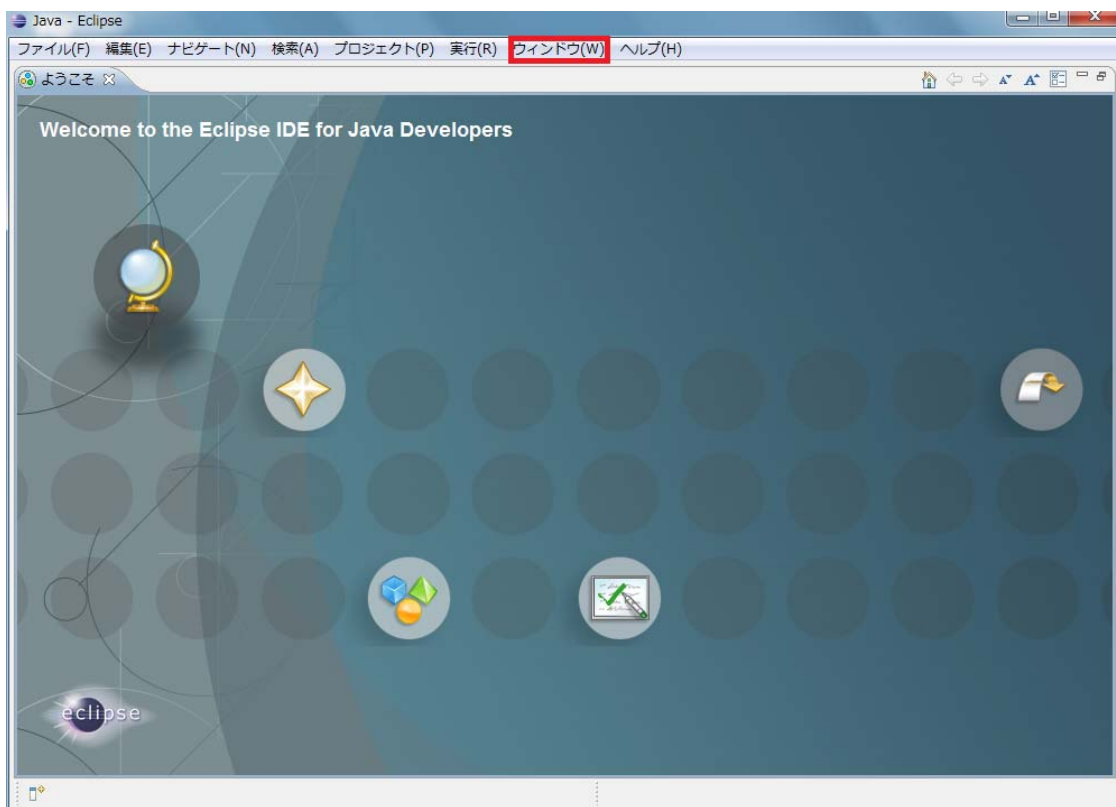 Java - Eclipse
ファイル(F) 編集(E) ナビゲート(N) 検索(A) プロジェクト(P) 実行(R) ウィンドウ(W) ヘルプ(H)
ようこそ
Welcome to the Eclipse IDE for Java Developers
eclipse